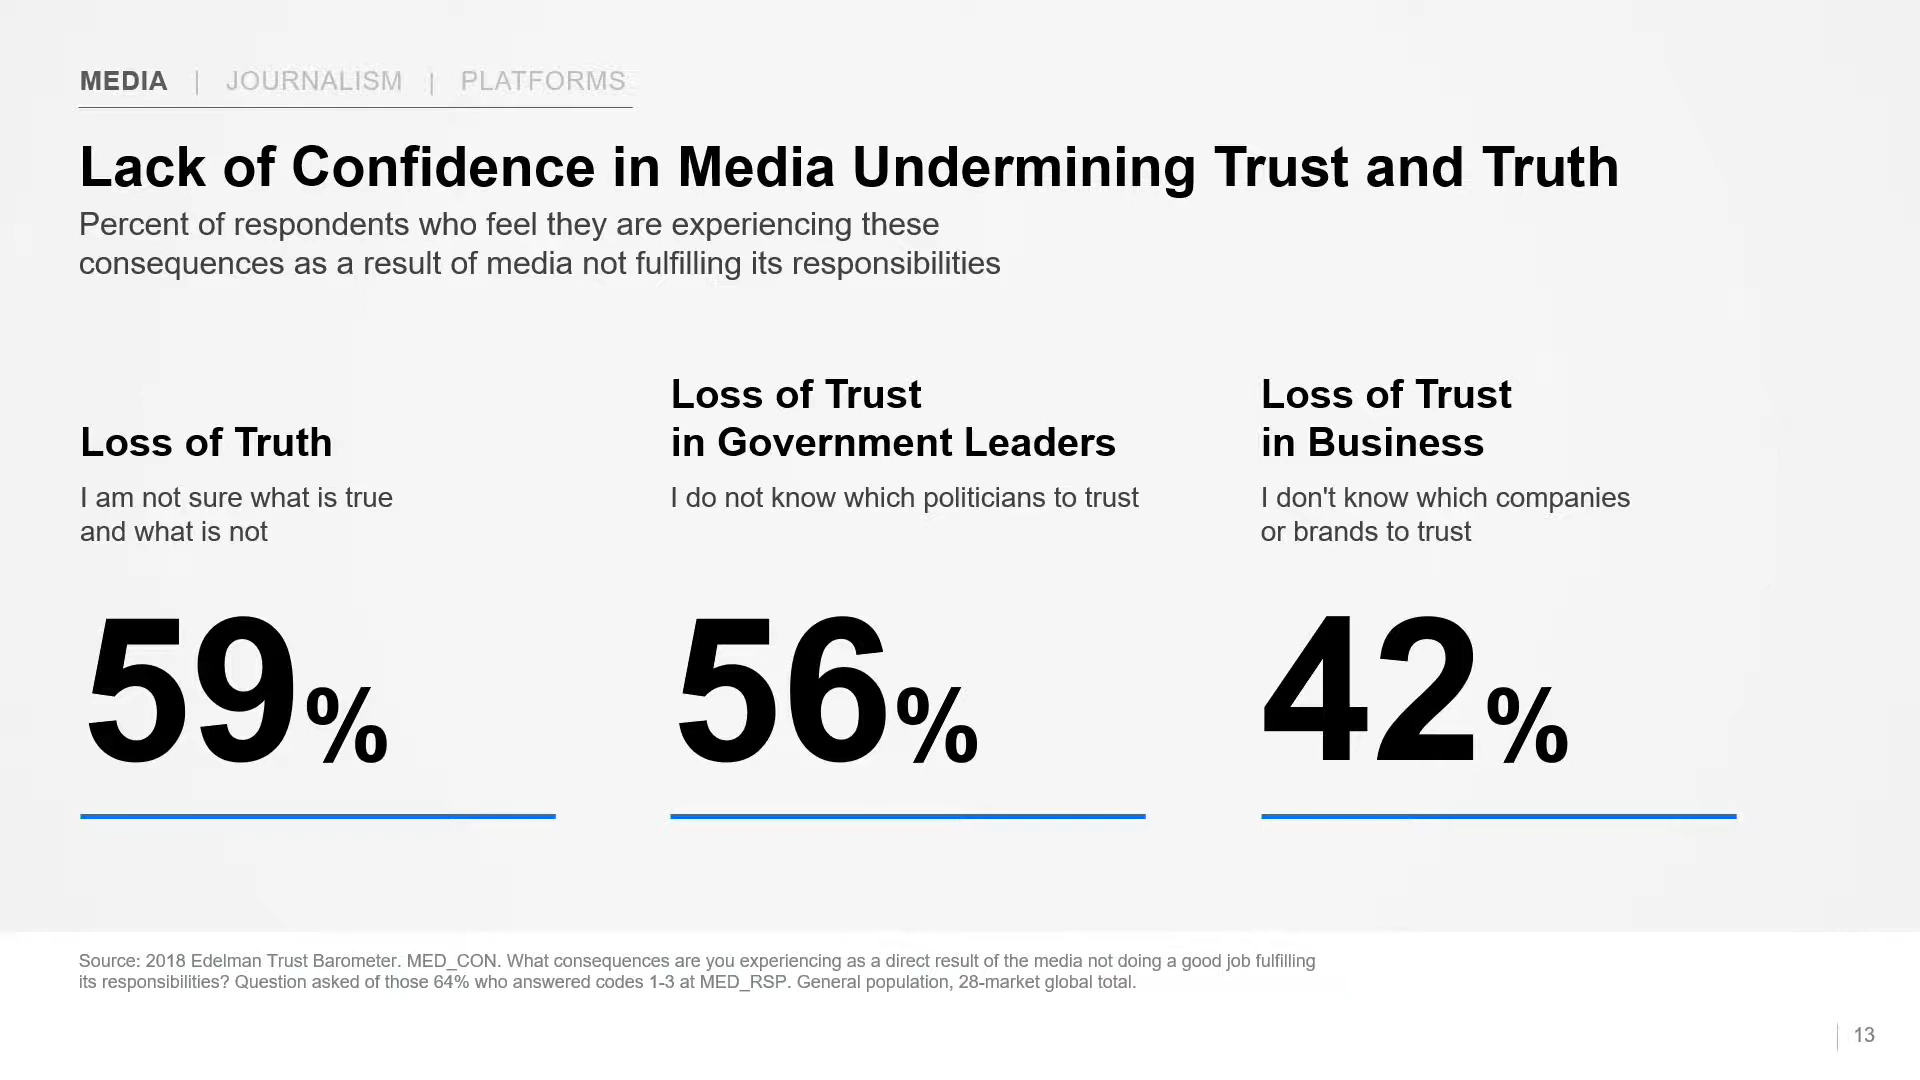 MEDIA | JOURNALISM | PLATFORMS
Lack of Confidence in Media Undermining Trust and Truth
Percent of respondents who feel they are experiencing these
consequences as a result of media not fulfilling its responsibilities
Loss of Truth
I am not sure what is true
and what is not
59%
Loss of Trust
in Government Leaders
I do not know which politicians to trust
56%
Loss of Trust
in Business
I don't know which companies
or brands to trust
42%
Source: 2018 Edelman Trust Barometer. MED_CON. What consequences are you experiencing as a direct result of the media not doing a good job fulfilling
its responsibilities? Question asked of those 64% who answered codes 1-3 at MED_RSP. General population, 28-market global total.
13